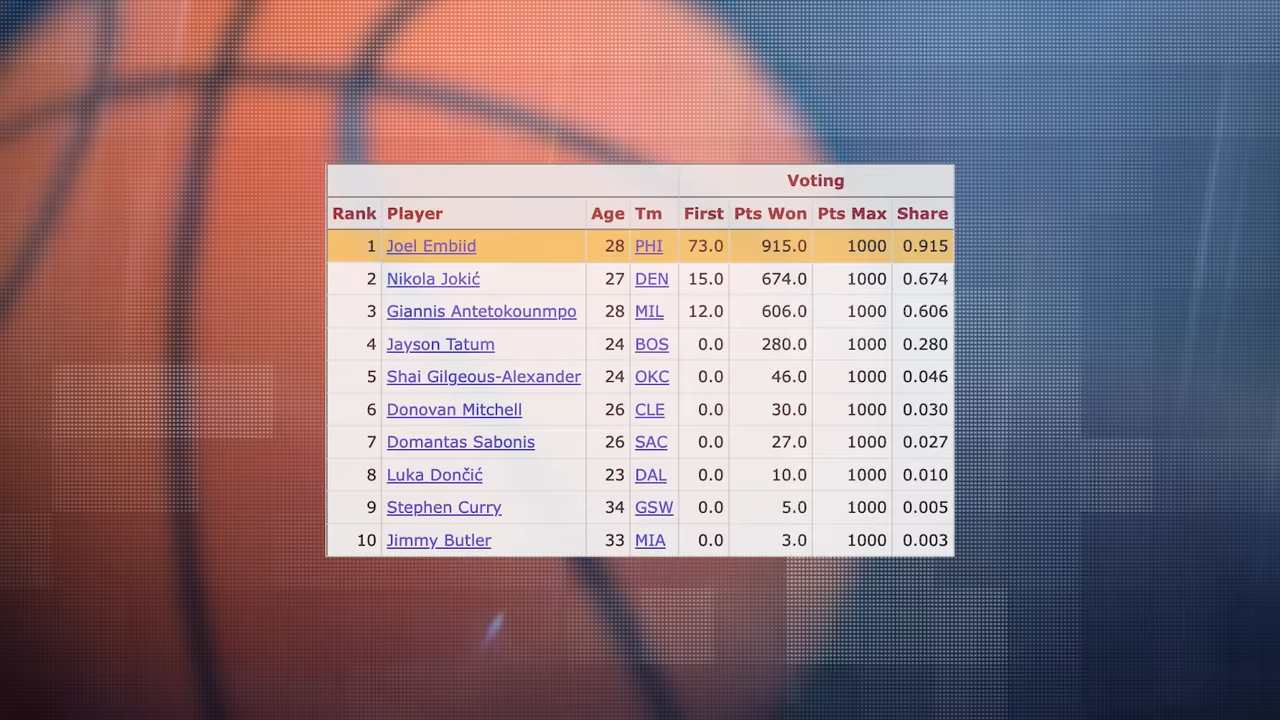 Voting
Rank Player Age Tm First Pts Won Pts Max Share
1 Joel Embiid 28 PHI 73.0 915.0 1000 0.915
2 Nikola Jokić 27 DEN 15.0 674.0 1000 0.674
3 Giannis Antetokounmpo 28 MIL 12.0 606.0 1000 0.606
4 Jayson Tatum 24 BOS 0.0 280.0 1000 0.280
5 Shai Gilgeous-Alexander 24 OKC 0.0 46.0 1000 0.046
6 Donovan Mitchell 26 CLE 0.0 30.0 1000 0.030
7 Domantas Sabonis 26 SAC 0.0 27.0 1000 0.027
8 Luka Dončić 23 DAL 0.0 10.0 1000 0.010
9 Stephen Curry 34 GSW 0.0 5.0 1000 0.005
10 Jimmy Butler 33 MIA 0.0 3.0 1000 0.003